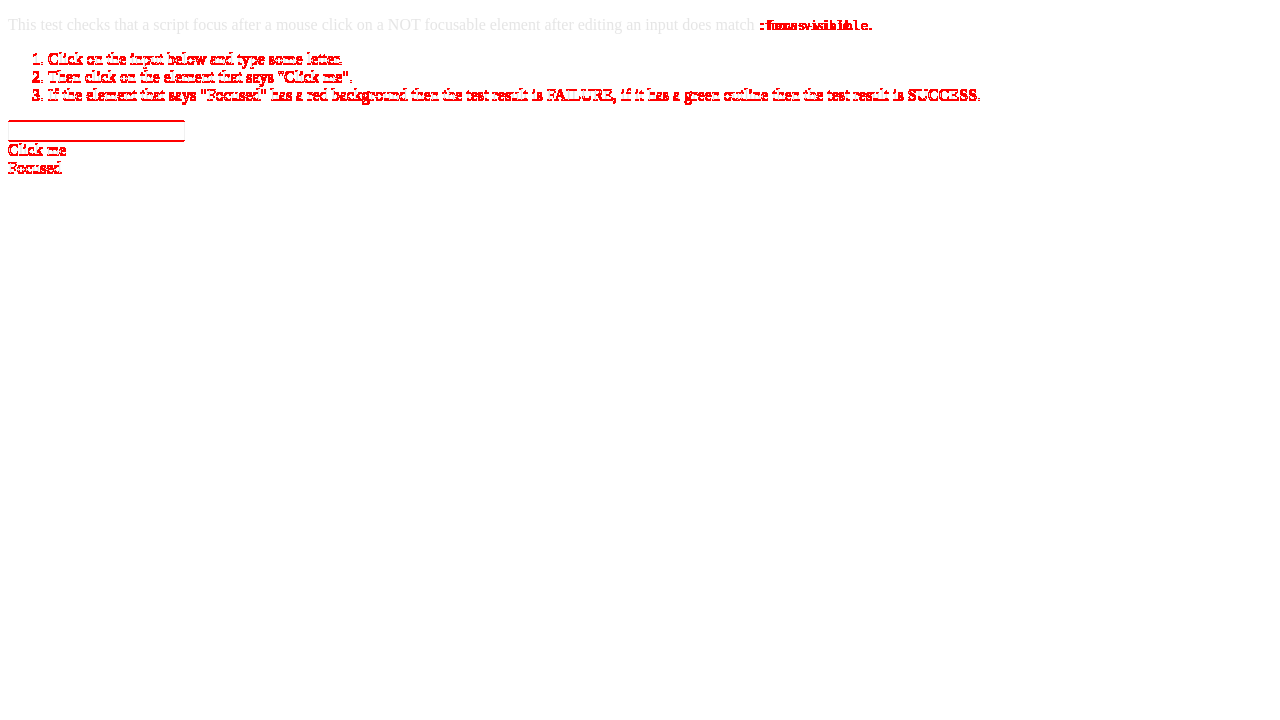 This test checks that a script focus after a mouse click on a NOT focusable element after editing an input does match
1. Click on the input below and type some letter.
2. Then click on the element that says "Click me".
3. If the element that says "Focused" has a red background then the test result is FAILURE, if it has a green outline then the test result is SUCCESS.
Click me
Focused